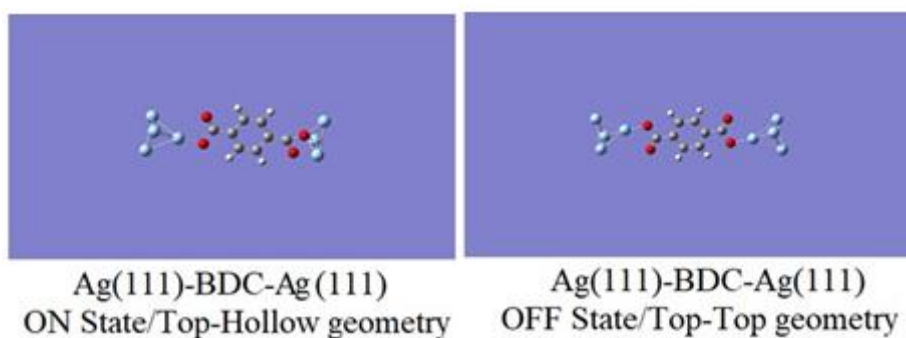 Ag(111)-BDC-Ag(111)
ON State/Top-Hollow geometry
Ag(111)-BDC-Ag(111)
OFF State/Top-Top geometry